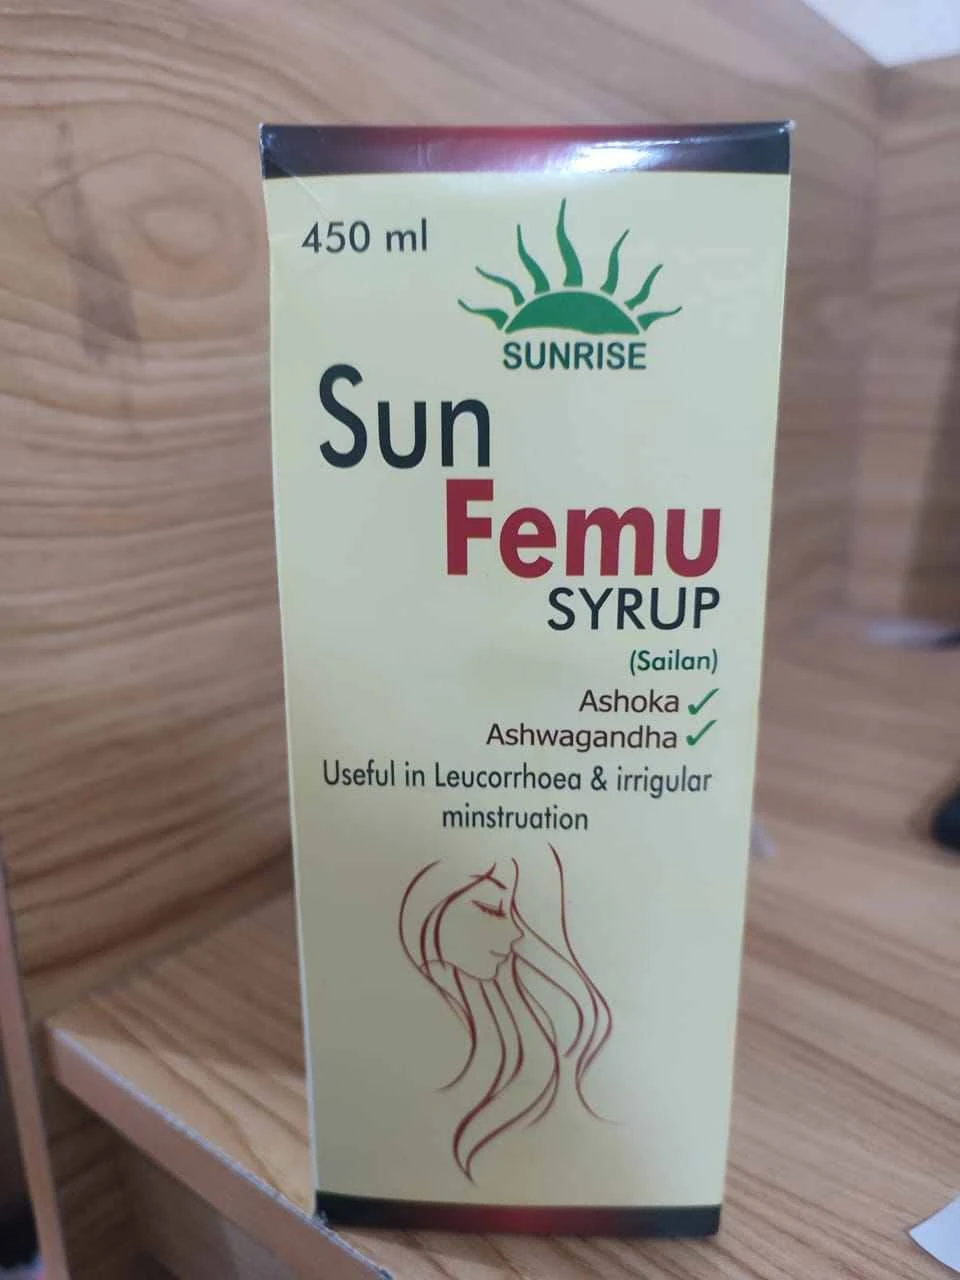 450 ml
SUNRISE
Sun
Femu
SYRUP
(Sailan)
Ashoka ✓
Ashwagandha ✓
Useful in Leucorrhoea & irrigular
minstruation